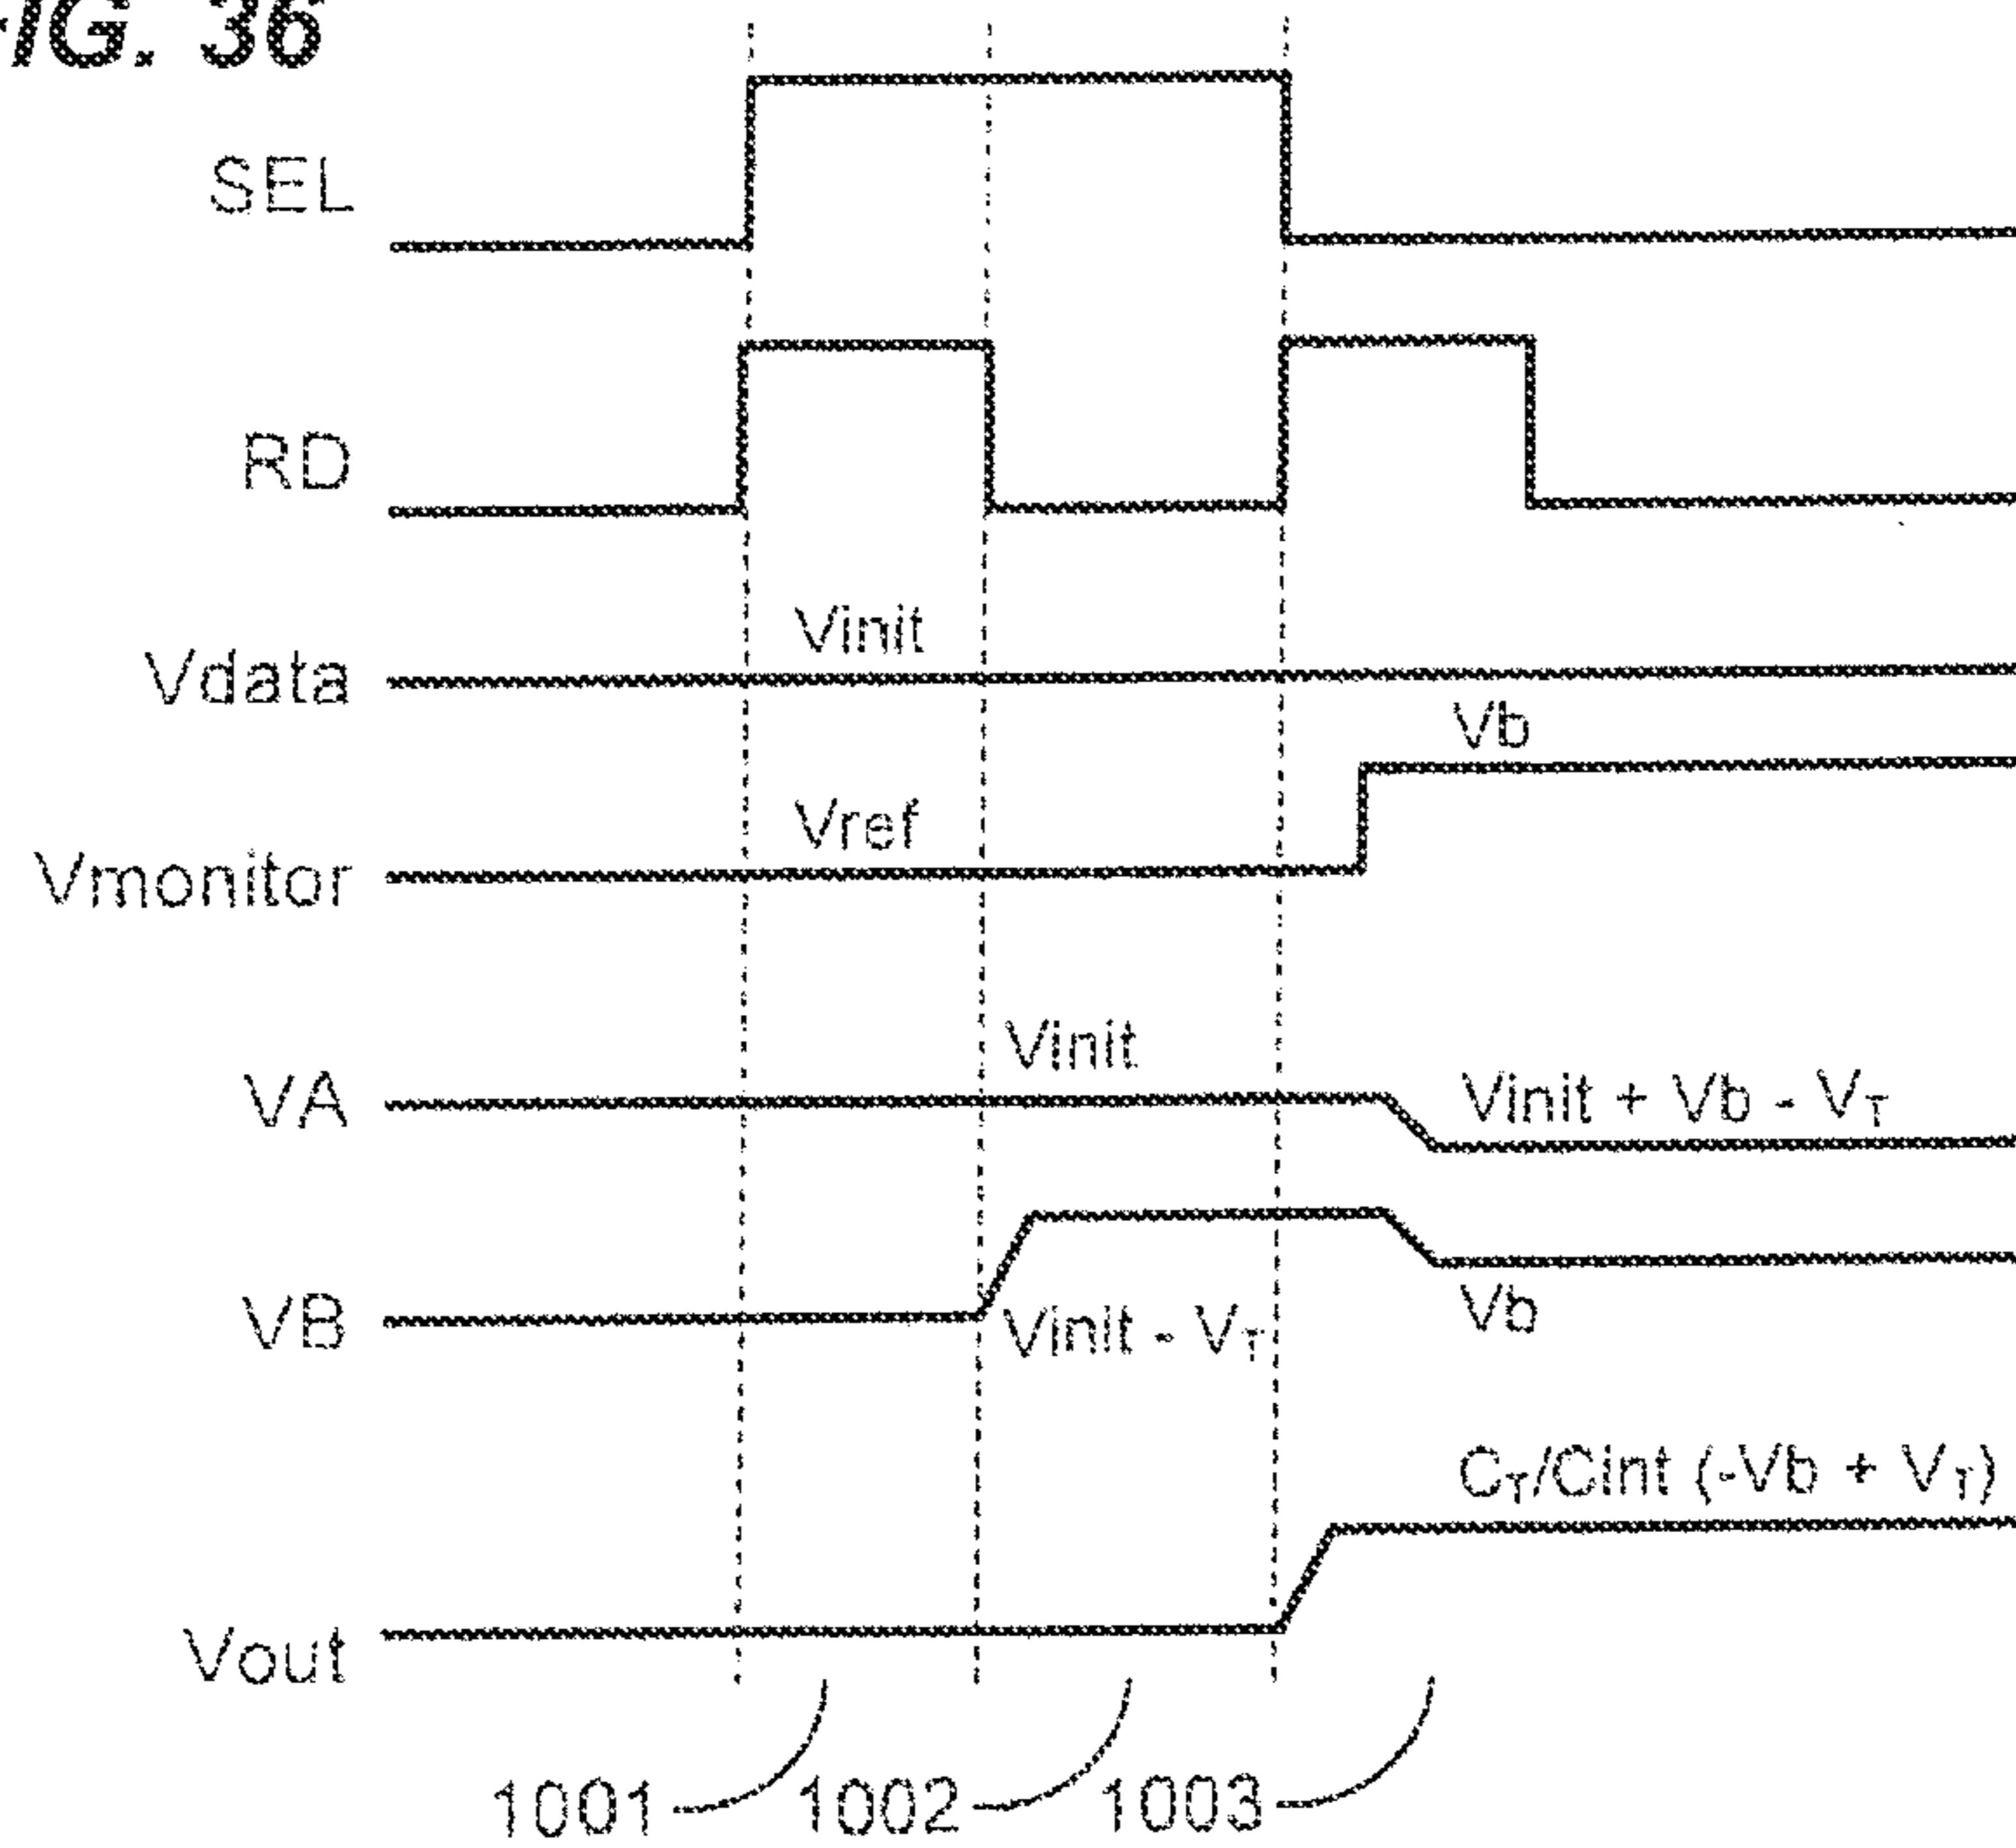 FIG. 36
SEL
RD
Vinit
Vdata
Vb
Vref
Vmonitor
Vinit
VA
Vinit + Vb - VT
VB
Vinit - VT
Vb
CT/Cint (-Vb + VT)
Vout
1001
1002
1003